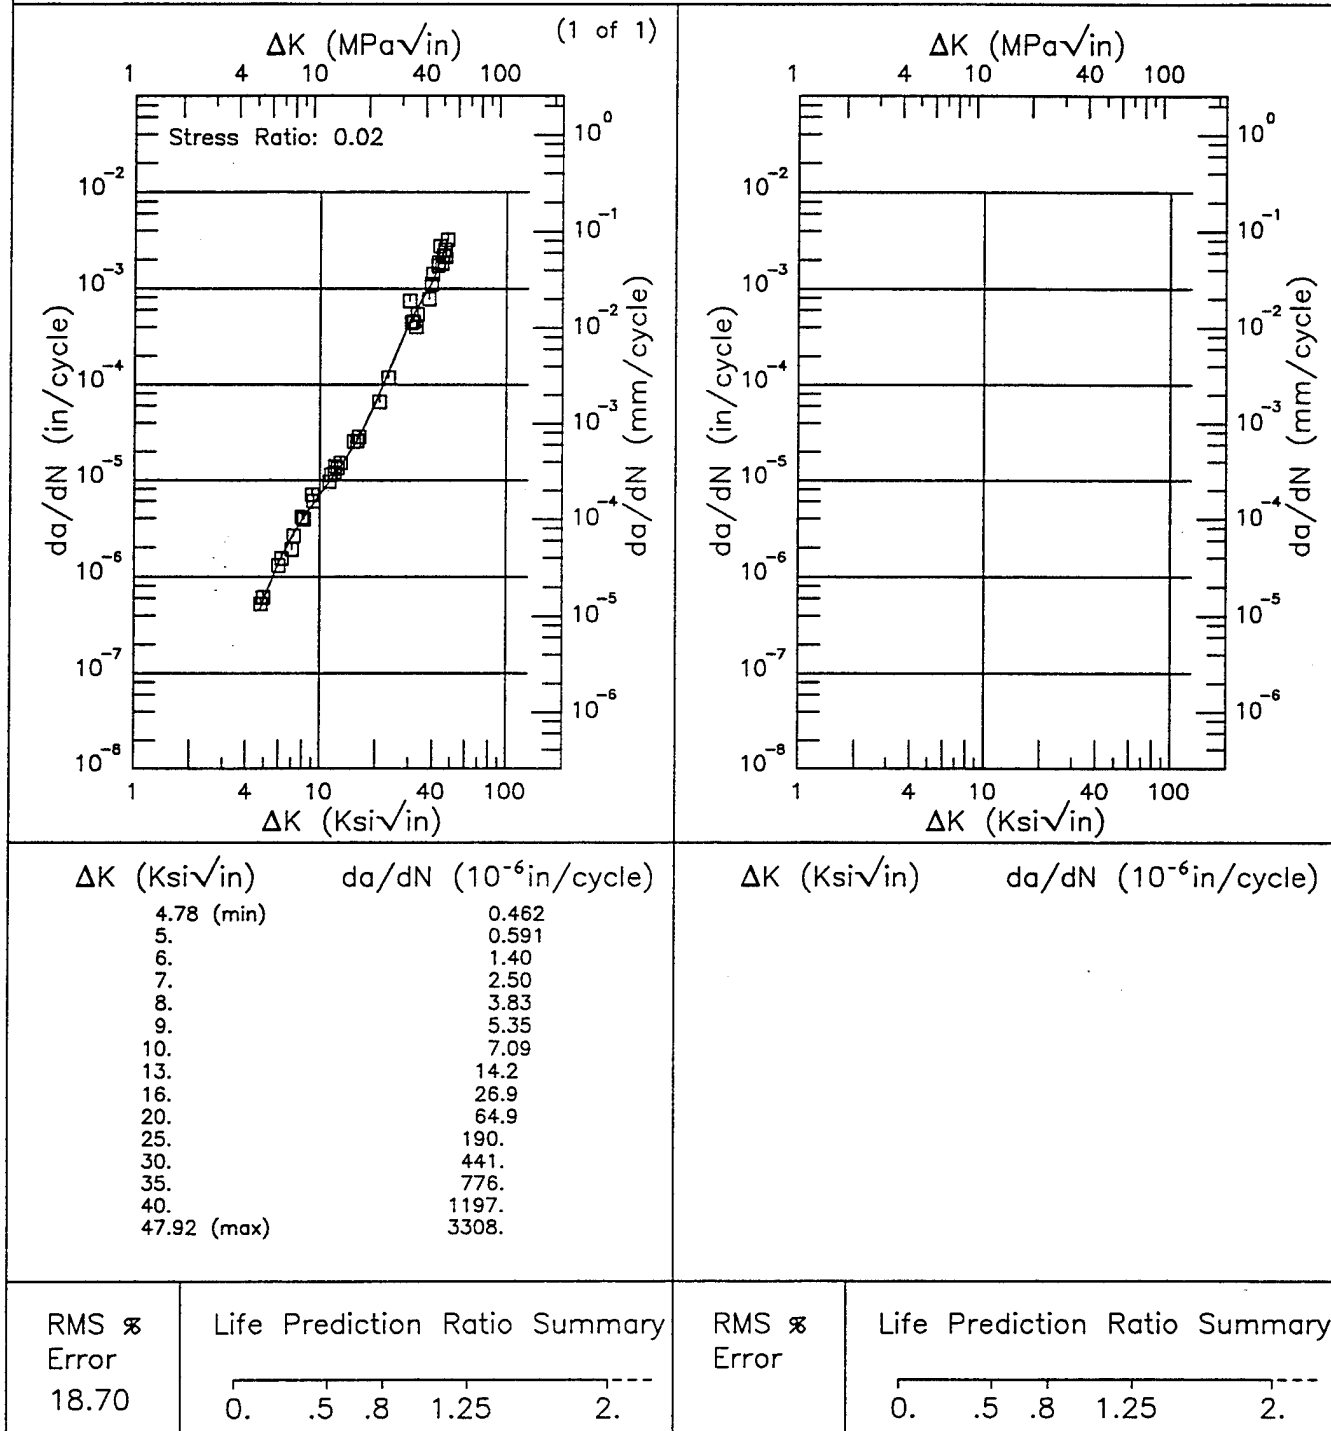 (1 of 1)
ΔK (MPa√in)
1 4 10 40 100
Stress Ratio: 0.02
10⁰
10⁻²
10⁻¹
10⁻³
10⁻²
10⁻⁴
10⁻³
10⁻⁵
10⁻⁴
10⁻⁶
10⁻⁵
10⁻⁷
10⁻⁶
10⁻⁸
da/dN (in/cycle)
da/dN (mm/cycle)
1 4 10 40 100
ΔK (Ksi√in)
ΔK (MPa√in)
1 4 10 40 100
10⁰
10⁻²
10⁻¹
10⁻³
10⁻²
10⁻⁴
10⁻³
10⁻⁵
10⁻⁴
10⁻⁶
10⁻⁵
10⁻⁷
10⁻⁶
10⁻⁸
da/dN (in/cycle)
da/dN (mm/cycle)
1 4 10 40 100
ΔK (Ksi√in)
ΔK (Ksi√in) da/dN (10⁻⁶in/cycle)
4.78 (min) 0.462
5. 0.591
6. 1.40
7. 2.50
8. 3.83
9. 5.35
10. 7.09
13. 14.2
16. 26.9
20. 64.9
25. 190.
30. 441.
35. 776.
40. 1197.
47.92 (max) 3308.
ΔK (Ksi√in) da/dN (10⁻⁶in/cycle)
RMS %
Error
18.70
Life Prediction Ratio Summary
0. .5 .8 1.25 2.
RMS %
Error
Life Prediction Ratio Summary
0. .5 .8 1.25 2.